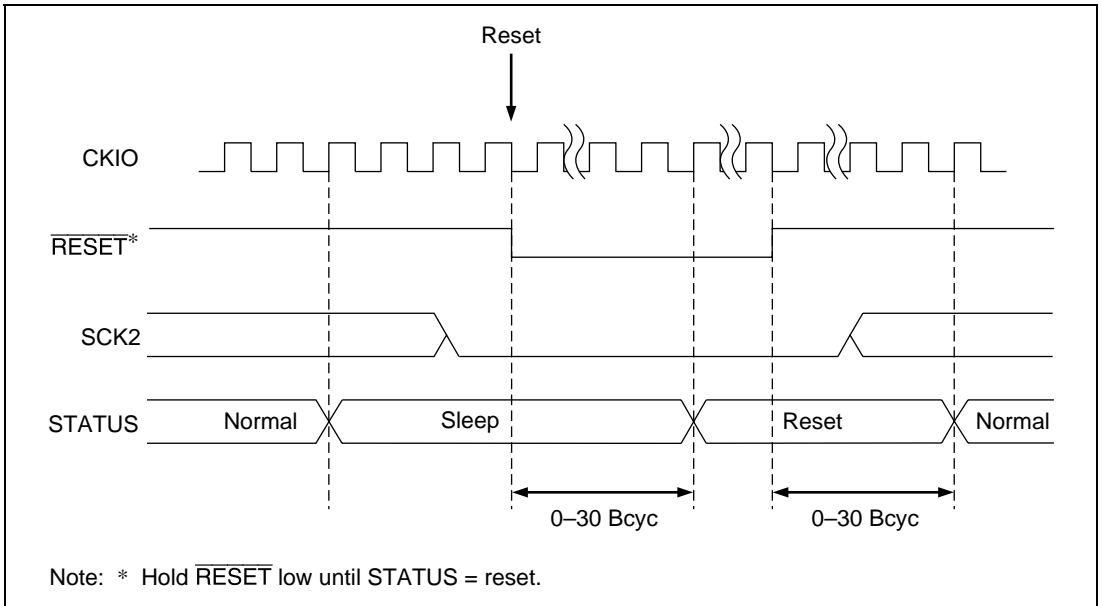 Reset
CKIO
RESET*
SCK2
STATUS Normal Sleep Reset Normal
0–30 Bcyc 0–30 Bcyc
Note: * Hold RESET low until STATUS = reset.